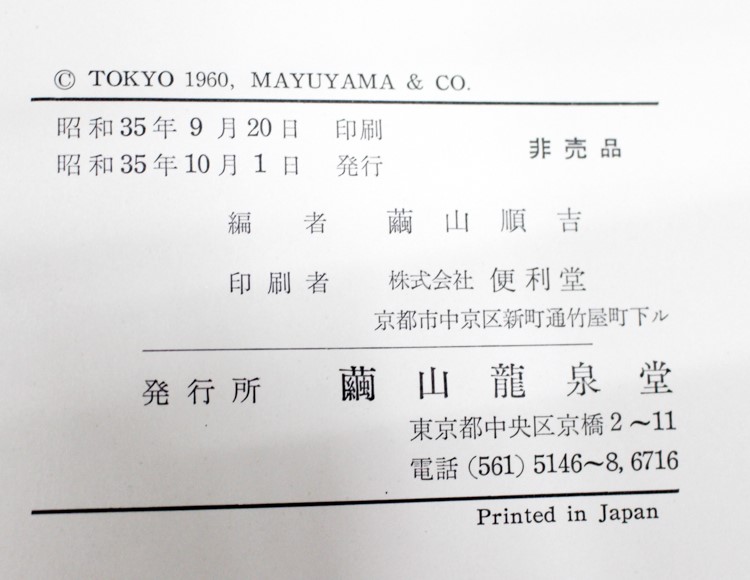 © TOKYO 1960, MAYUYAMA & CO.
昭和35年9月20日 印刷
昭和35年10月1日 発行
非売品
編者 繭山順吉
印刷者 株式会社 便利堂
京都市中京区新町通竹屋町下ル
発行所 繭山龍泉堂
東京都中央区京橋2〜11
電話(561)5146〜8,6716
Printed in Japan